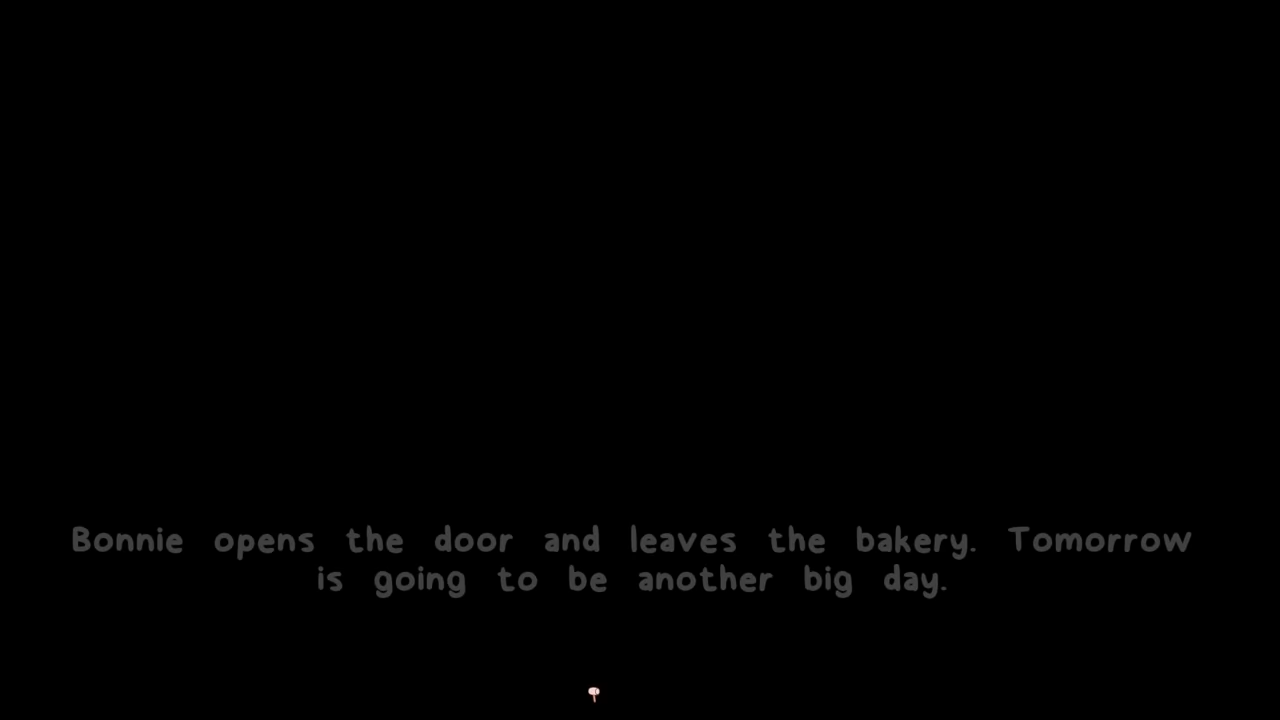 Bonnie opens the door and leaves the bakery. Tomorrow
is going to be another big day.